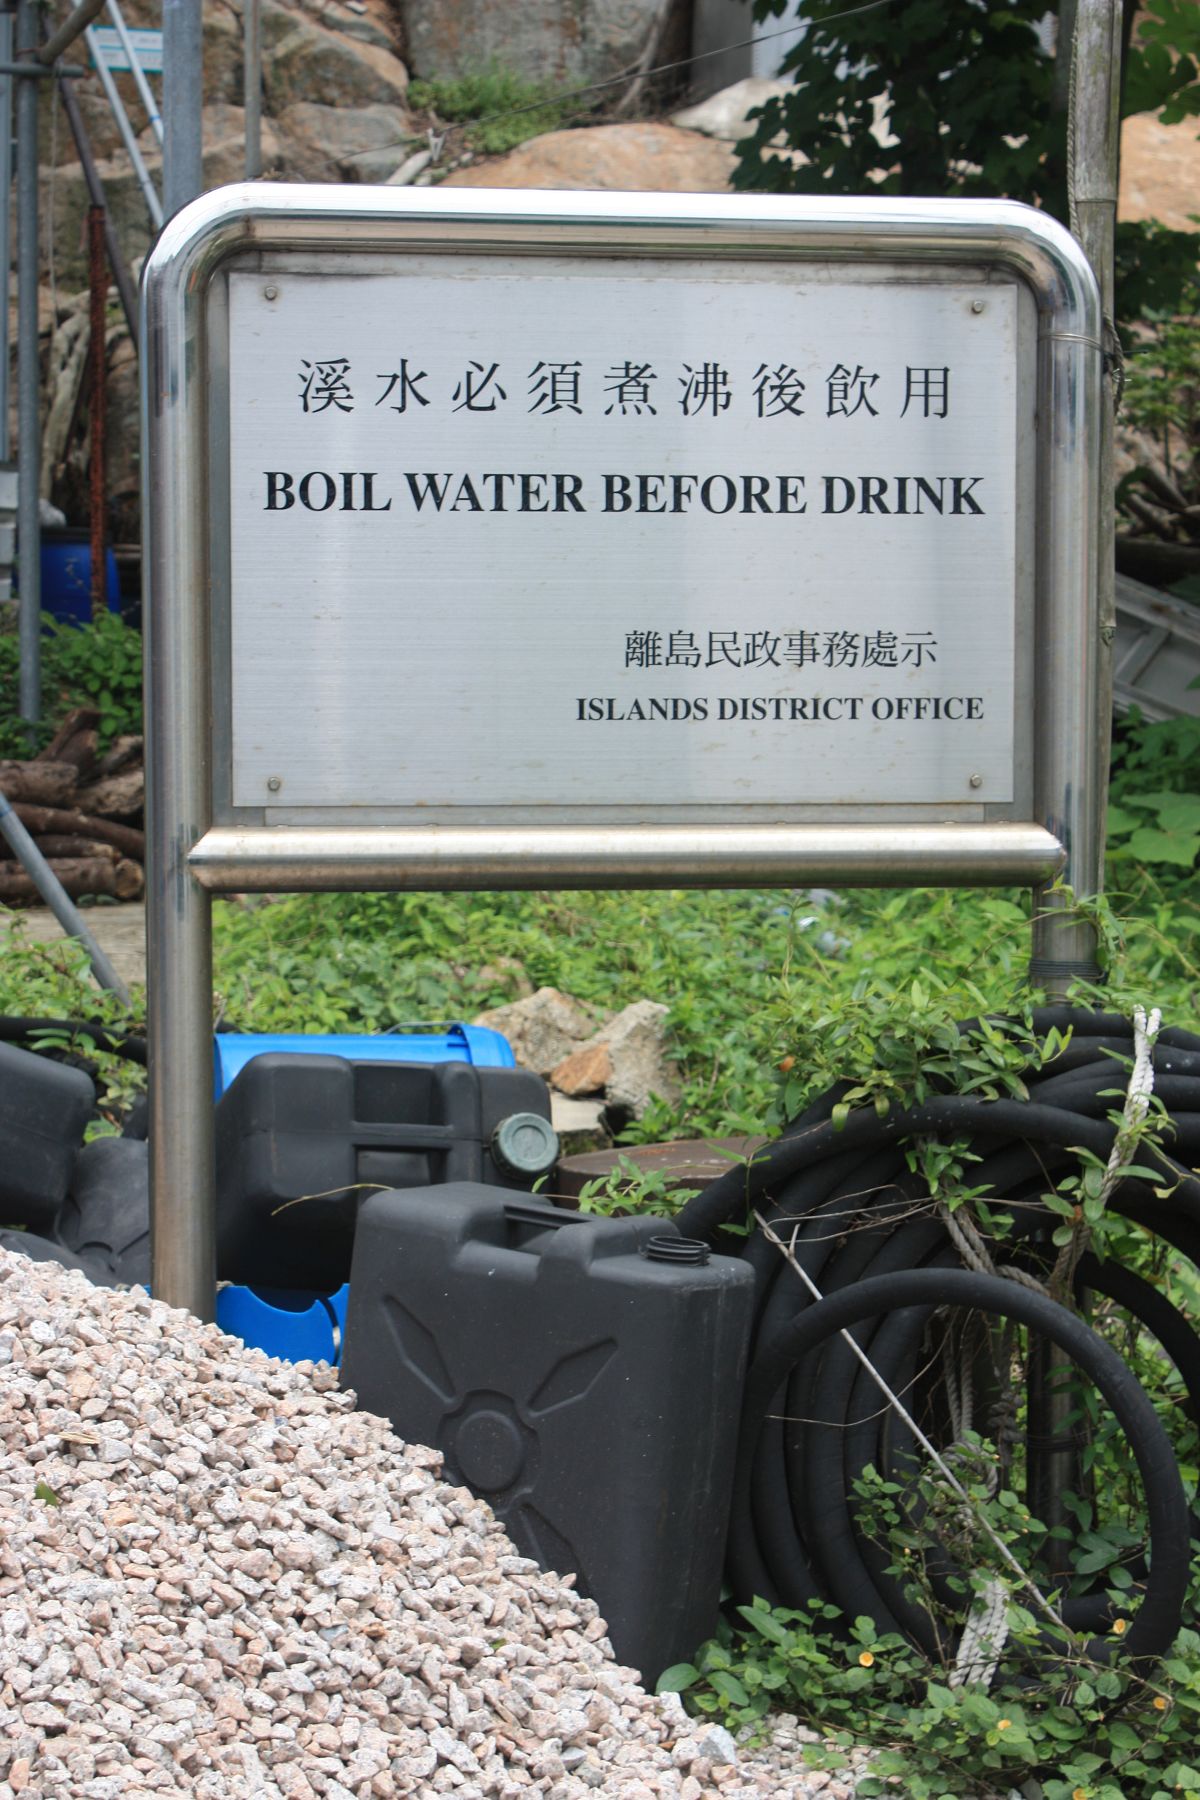 溪水必須煮沸後飲用
BOIL WATER BEFORE DRINK
離島民政事務處示
ISLANDS DISTRICT OFFICE